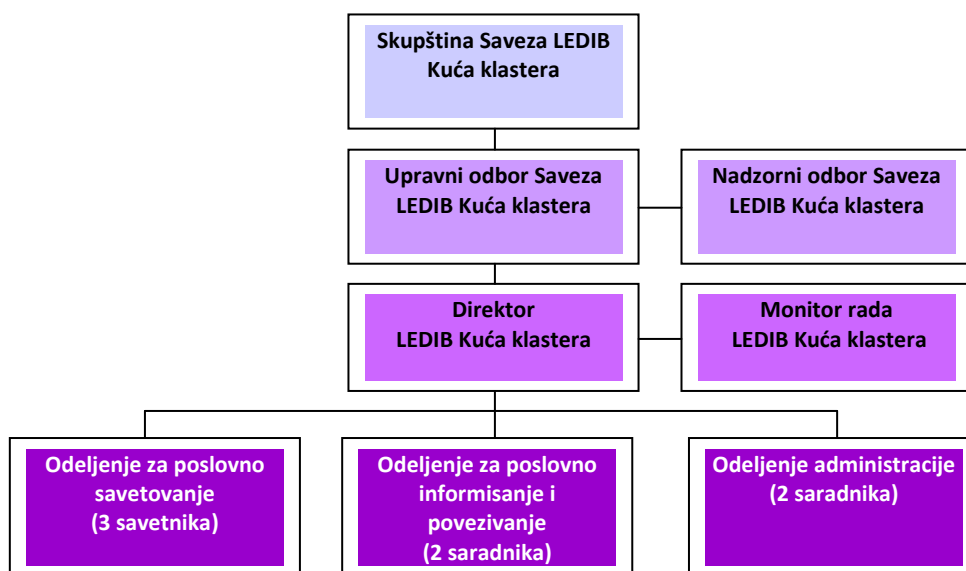 Skupština Saveza LEDIB
Kuća klastera
Upravni odbor Saveza
LEDIB Kuća klastera
Nadzorni odbor Saveza
LEDIB Kuća klastera
Direktor
LEDIB Kuća klastera
Monitor rada
LEDIB Kuća klastera
Odeljenje za poslovno
savetovanje
(3 savetnika)
Odeljenje za poslovno
informisanje i
povezivanje
(2 saradnika)
Odeljenje administracije
(2 saradnika)